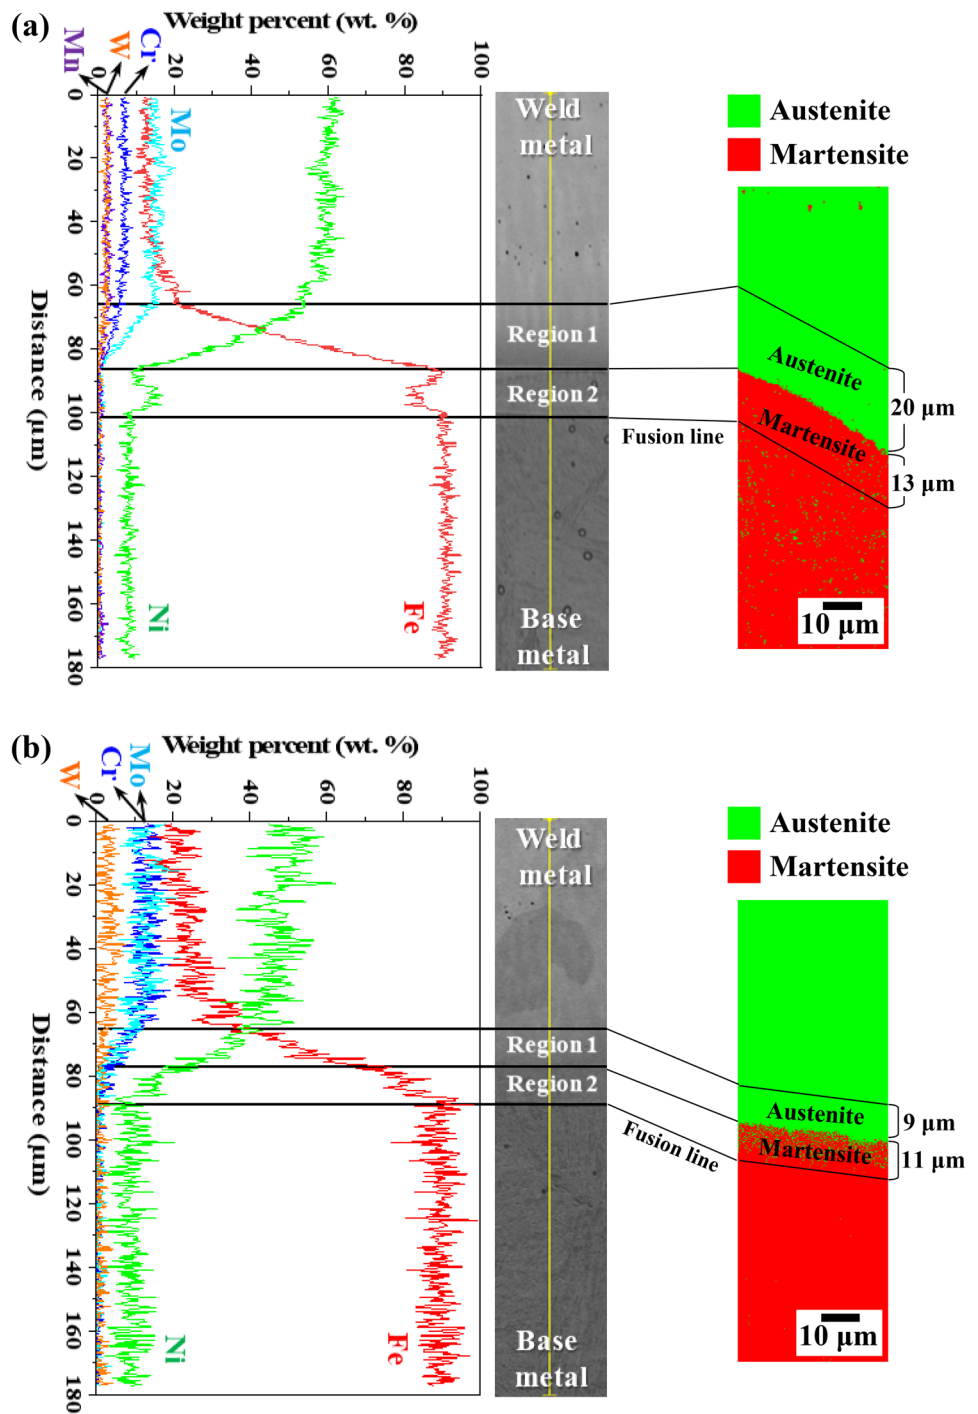 (a)
Weight percent (wt. %)
Mn
W
Cr
0
20
40
60
80
100
0
20
40
60
80
100
120
140
160
180
Distance (μm)
Mo
Ni
Fe
Weld
metal
Region 1
Region 2
Base
metal
Fusion line
Austenite
Martensite
Austenite
Martensite
20 μm
13 μm
10 μm
(b)
Weight percent (wt. %)
W
Cr
Mo
0
20
40
60
80
100
0
20
40
60
80
100
120
140
160
180
Distance (μm)
Ni
Fe
Weld
metal
Region 1
Region 2
Base
metal
Fusion line
Austenite
Martensite
Austenite
Martensite
9 μm
11 μm
10 μm